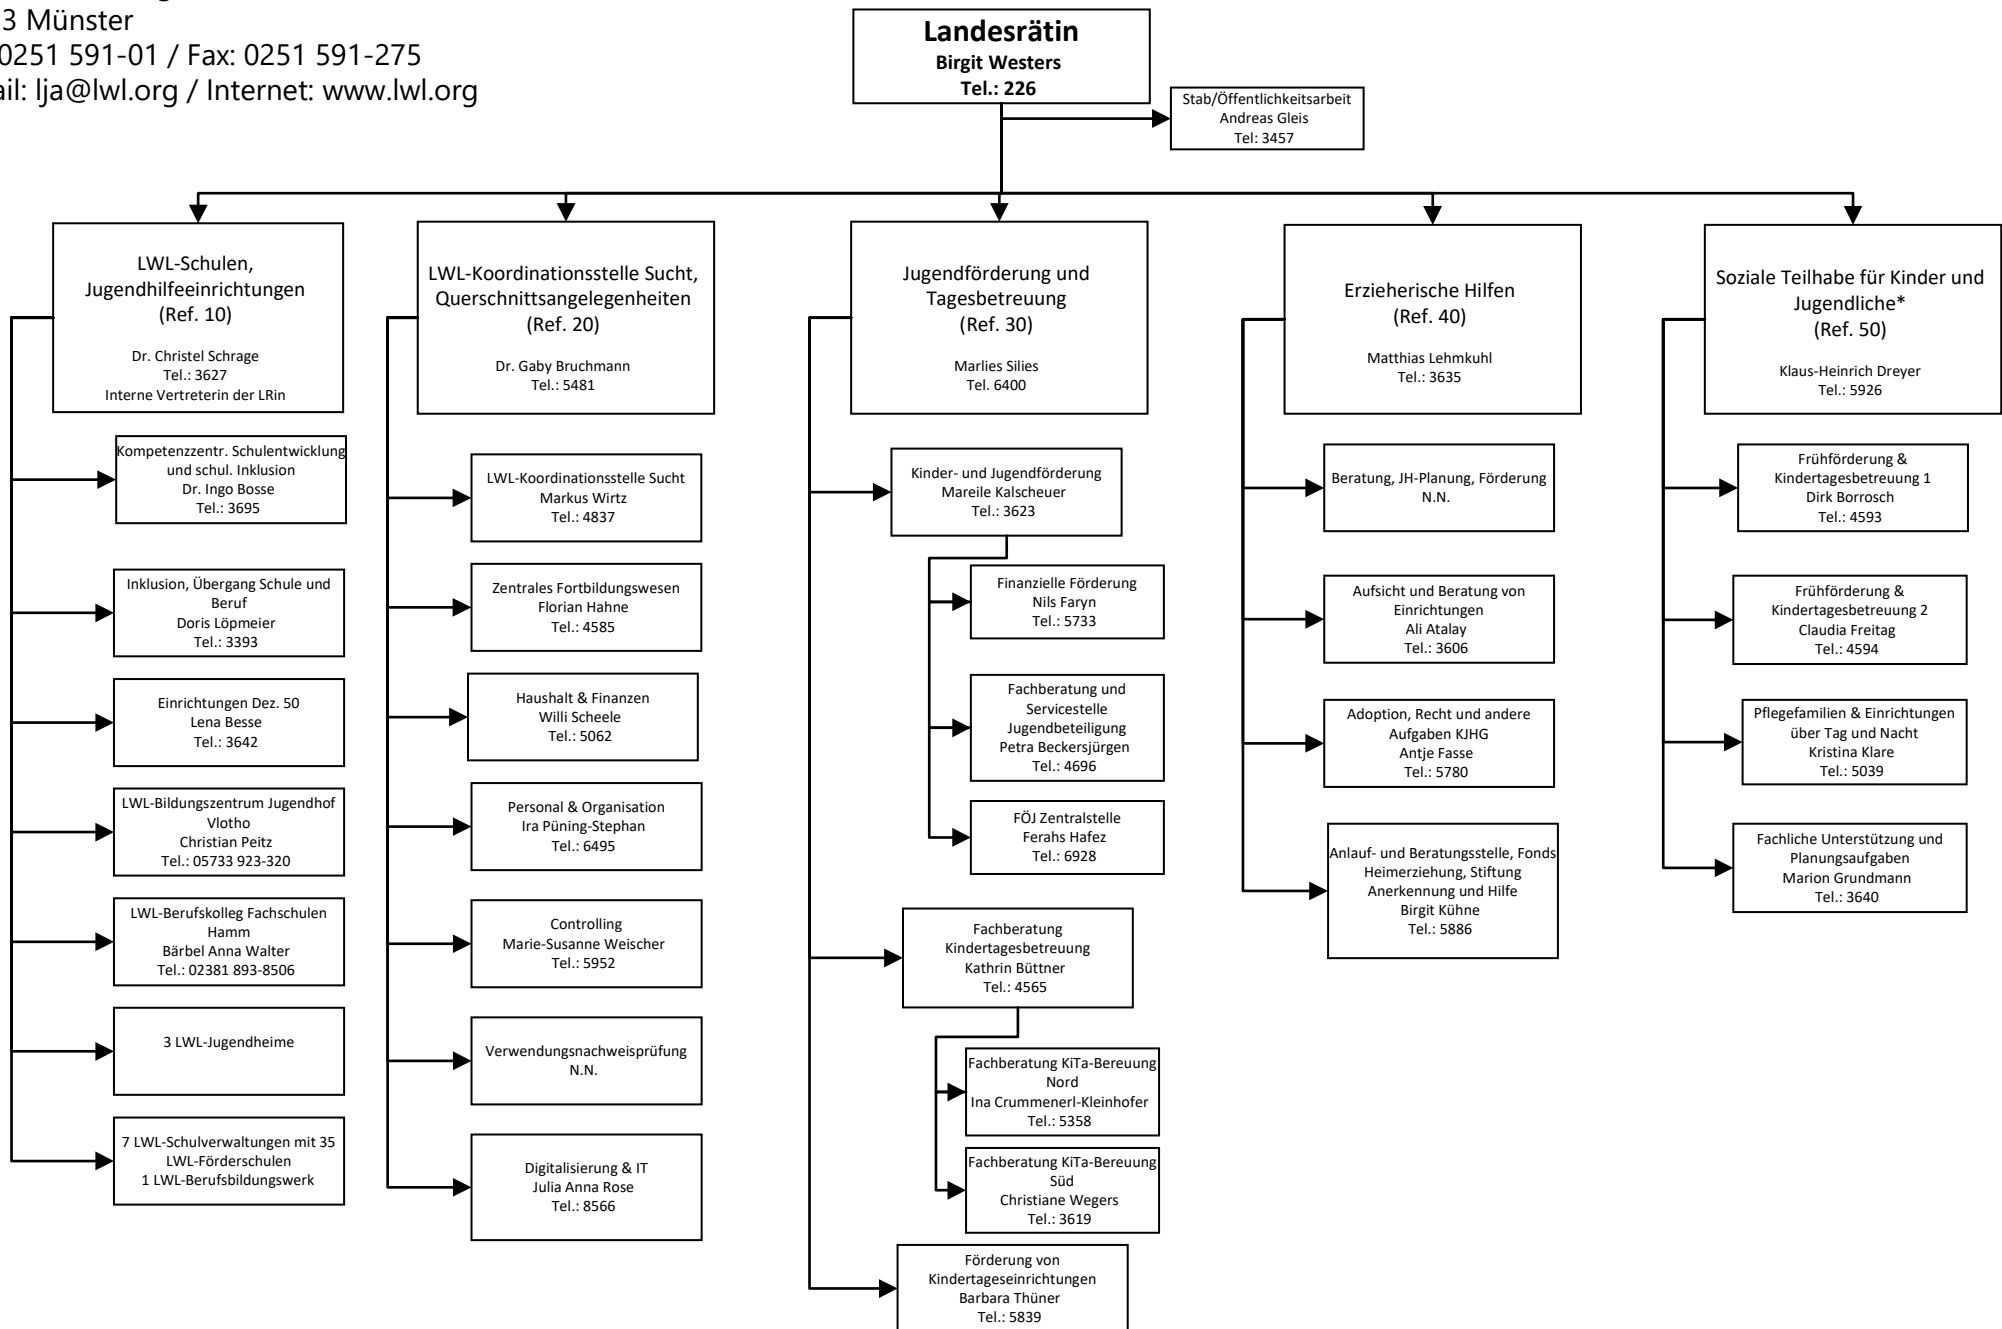 3 Münster
0251 591-01 / Fax: 0251 591-275
ail: lja@lwl.org / Internet: www.lwl.org
Landesrätin
Birgit Westers
Tel.: 226
Stab/Öffentlichkeitsarbeit
Andreas Gleis
Tel: 3457
LWL-Schulen,
Jugendhilfeeinrichtungen
(Ref. 10)
Dr. Christel Schrage
Tel.: 3627
Interne Vertreterin der LRin
Kompetenzzentr. Schulentwicklung
und schul. Inklusion
Dr. Ingo Bosse
Tel.: 3695
Inklusion, Übergang Schule und
Beruf
Doris Löpmeier
Tel.: 3393
Einrichtungen Dez. 50
Lena Besse
Tel.: 3642
LWL-Bildungszentrum Jugendhof
Vlotho
Christian Peitz
Tel.: 05733 923-320
LWL-Berufskolleg Fachschulen
Hamm
Bärbel Anna Walter
Tel.: 02381 893-8506
3 LWL-Jugendheime
7 LWL-Schulverwaltungen mit 35
LWL-Förderschulen
1 LWL-Berufsbildungswerk
LWL-Koordinationsstelle Sucht,
Querschnittsangelegenheiten
(Ref. 20)
Dr. Gaby Bruchmann
Tel.: 5481
LWL-Koordinationsstelle Sucht
Markus Wirtz
Tel.: 4837
Zentrales Fortbildungswesen
Florian Hahne
Tel.: 4585
Haushalt & Finanzen
Willi Scheele
Tel.: 5062
Personal & Organisation
Ira Püning-Stephan
Tel.: 6495
Controlling
Marie-Susanne Weischer
Tel.: 5952
Verwendungsnachweisprüfung
N.N.
Digitalisierung & IT
Julia Anna Rose
Tel.: 8566
Jugendförderung und
Tagesbetreuung
(Ref. 30)
Marlies Silies
Tel. 6400
Kinder- und Jugendförderung
Mareile Kalscheuer
Tel.: 3623
Finanzielle Förderung
Nils Faryn
Tel.: 5733
Fachberatung und
Servicestelle
Jugendbeteiligung
Petra Beckersjürgen
Tel.: 4696
FÖJ Zentralstelle
Ferahs Hafez
Tel.: 6928
Fachberatung
Kindertagesbetreuung
Kathrin Büttner
Tel.: 4565
Fachberatung KiTa-Bereuung
Nord
Ina Crummenerl-Kleinhofer
Tel.: 5358
Fachberatung KiTa-Bereuung
Süd
Christiane Wegers
Tel.: 3619
Förderung von
Kindertageseinrichtungen
Barbara Thüner
Tel.: 5839
Erzieherische Hilfen
(Ref. 40)
Matthias Lehmkuhl
Tel.: 3635
Beratung, JH-Planung, Förderung
N.N.
Aufsicht und Beratung von
Einrichtungen
Ali Atalay
Tel.: 3606
Adoption, Recht und andere
Aufgaben KJHG
Antje Fasse
Tel.: 5780
Anlauf- und Beratungsstelle, Fonds
Heimerziehung, Stiftung
Anerkennung und Hilfe
Birgit Kühne
Tel.: 5886
Soziale Teilhabe für Kinder und
Jugendliche*
(Ref. 50)
Klaus-Heinrich Dreyer
Tel.: 5926
Frühförderung &
Kindertagesbetreuung 1
Dirk Borrosch
Tel.: 4593
Frühförderung &
Kindertagesbetreuung 2
Claudia Freitag
Tel.: 4594
Pflegefamilien & Einrichtungen
über Tag und Nacht
Kristina Klare
Tel.: 5039
Fachliche Unterstützung und
Planungsaufgaben
Marion Grundmann
Tel.: 3640